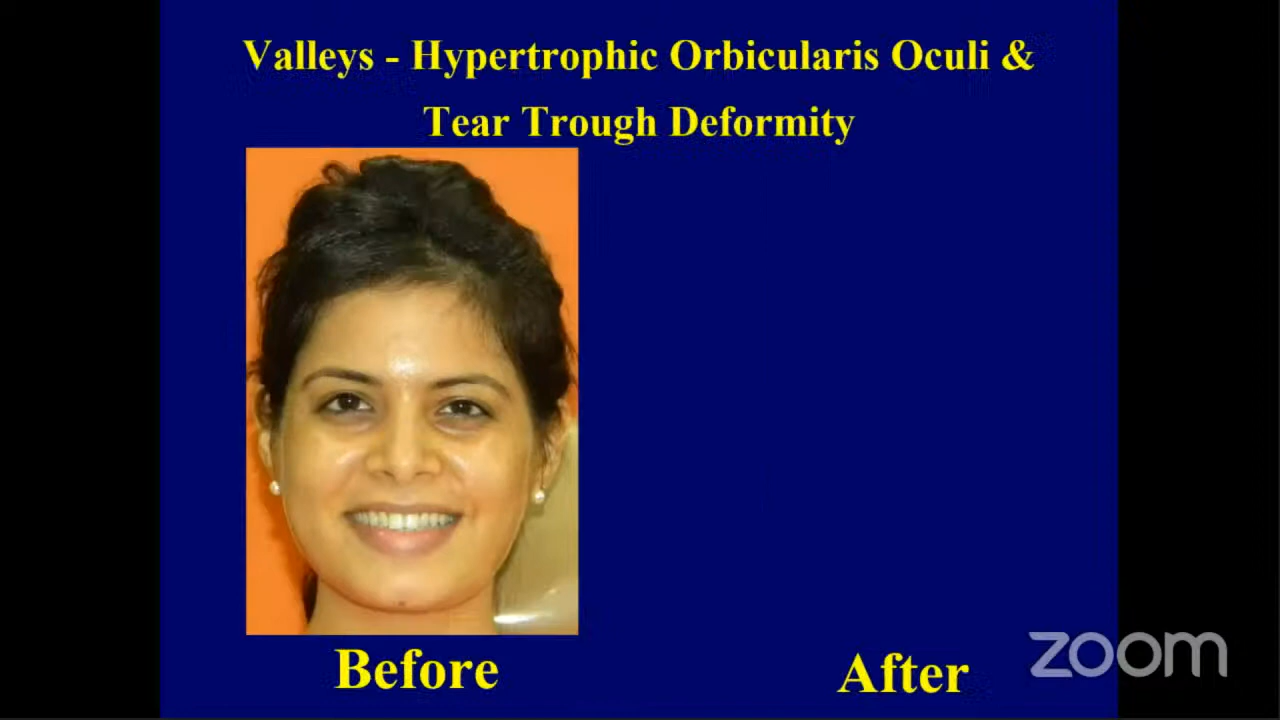 Valleys - Hypertrophic Orbicularis Oculi &
Tear Trough Deformity
Before
After
zoom